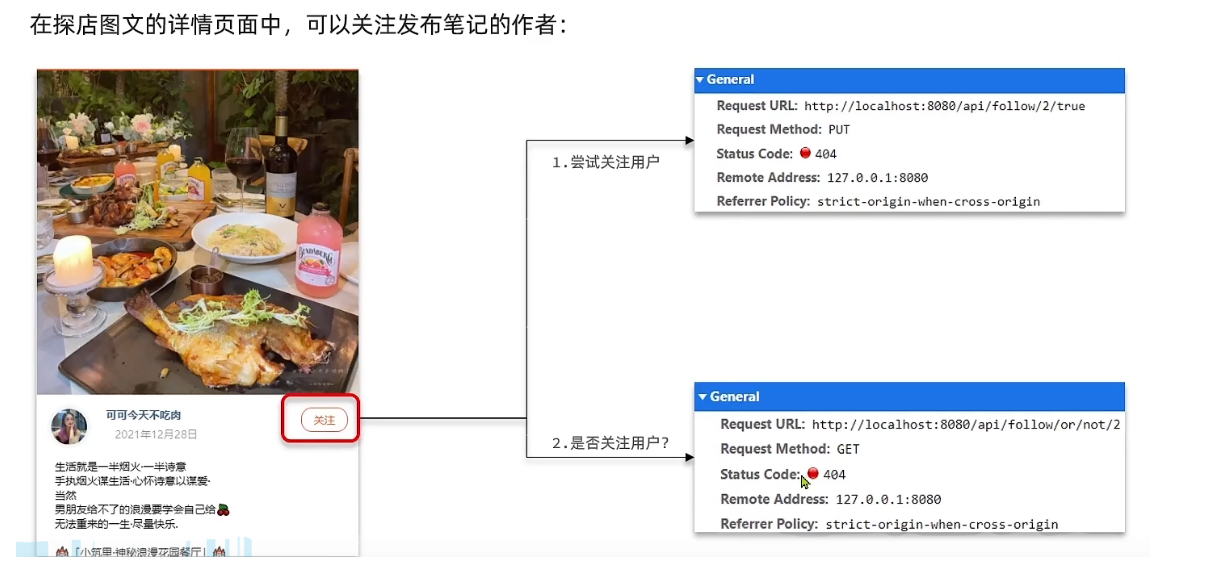 在探店图文的详情页面中，可以关注发布笔记的作者：
General
Request URL: http://localhost:8080/api/follow/2/true
Request Method: PUT
Status Code: 404
Remote Address: 127.0.0.1:8080
Referrer Policy: strict-origin-when-cross-origin
1.尝试关注用户
BUNDABERG
可可今天不吃肉
2021年12月28日
关注
2.是否关注用户?
General
Request URL: http://localhost:8080/api/follow/or/not/2
Request Method: GET
Status Code: 404
Remote Address: 127.0.0.1:8080
Referrer Policy: strict-origin-when-cross-origin
生活就是一半烟火·一半诗意
手执烟火谋生活·心怀诗意以谋爱·
当然
男朋友给不了的浪漫要学会自己给🍒
无法重来的一生·尽量快乐.
「小筑里·神秘浪漫花园餐厅」